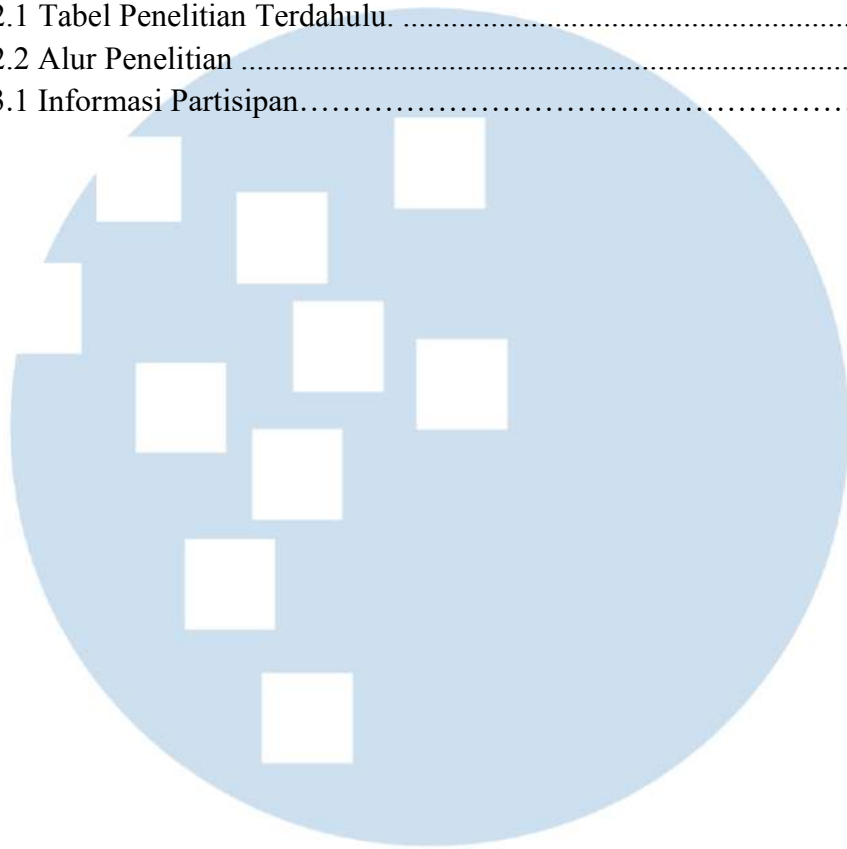 2.1 Tabel Penelitian Terdahulu. ........................................................
2.2 Alur Penelitian ............................................................................
3.1 Informasi Partisipan……………………………………………………